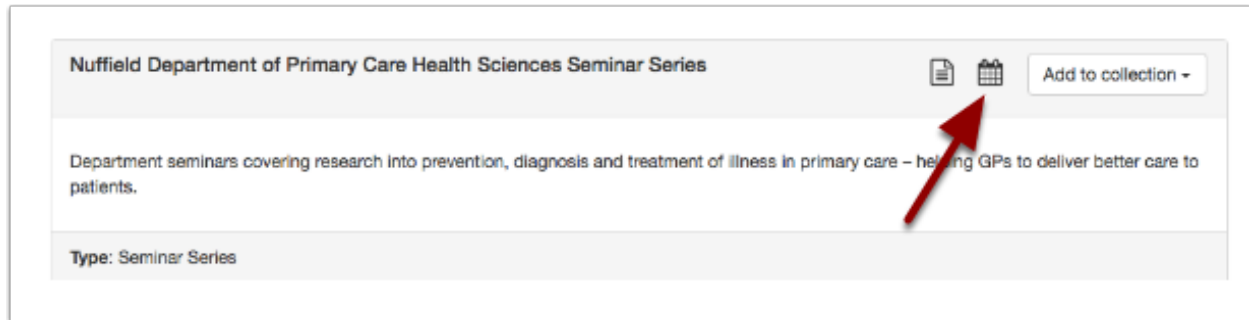 Nuffield Department of Primary Care Health Sciences Seminar Series
Add to collection
Department seminars covering research into prevention, diagnosis and treatment of illness in primary care – helping GPs to deliver better care to
patients.
Type: Seminar Series